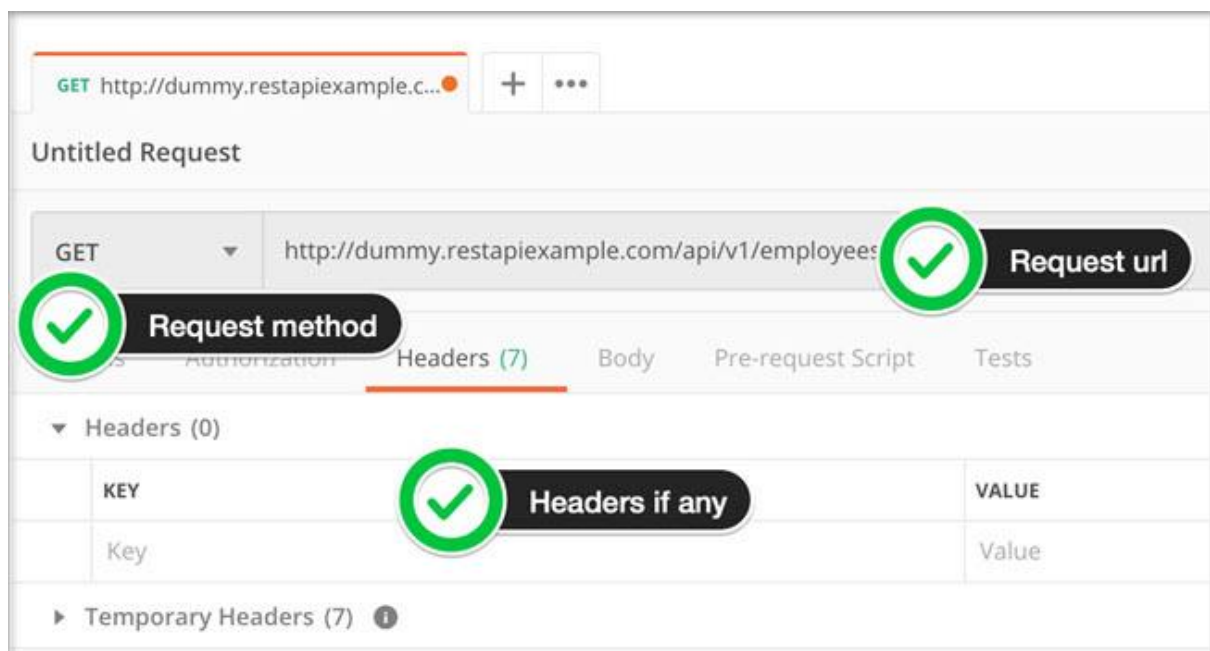 GET http://dummy.restapiexample.c... + •••
Untitled Request
GET http://dummy.restapiexample.com/api/v1/employees Request url
Request method
Authorization Headers (7) Body Pre-request Script Tests
Headers (0)
KEY VALUE
Headers if any
Key Value
Temporary Headers (7)